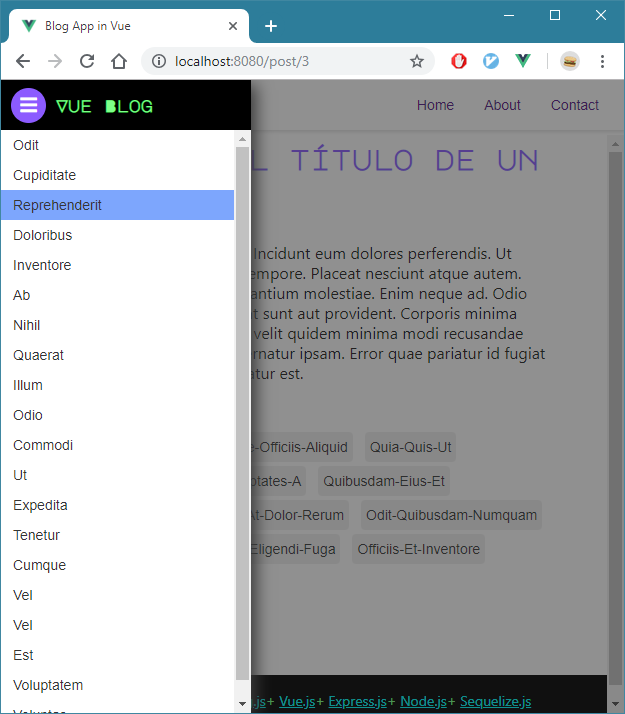 Blog App in Vue
localhost:8080/post/3
VUE BLOG
Home About Contact
Odit
Cupiditate
Reprehenderit
Doloribus
Inventore
Ab
Nihil
Quaerat
Illum
Odio
Commodi
Ut
Expedita
Tenetur
Cumque
Vel
Vel
Est
Voluptatem
L TÍTULO DE UN
Incidunt eum dolores perferendis. Ut
empore. Placeat nesciunt atque autem.
antium molestiae. Enim neque ad. Odio
t sunt aut provident. Corporis minima
velit quidem minima modi recusandae
rnatur ipsam. Error quae pariatur id fugiat
atur est.
e-Officiis-Aliquid Quia-Quis-Ut
ptates-A Quibusdam-Eius-Et
At-Dolor-Rerum Odit-Quibusdam-Numquam
Eligendi-Fuga Officiis-Et-Inventore
.js+ Vue.js+ Express.js+ Node.js+ Sequelize.js